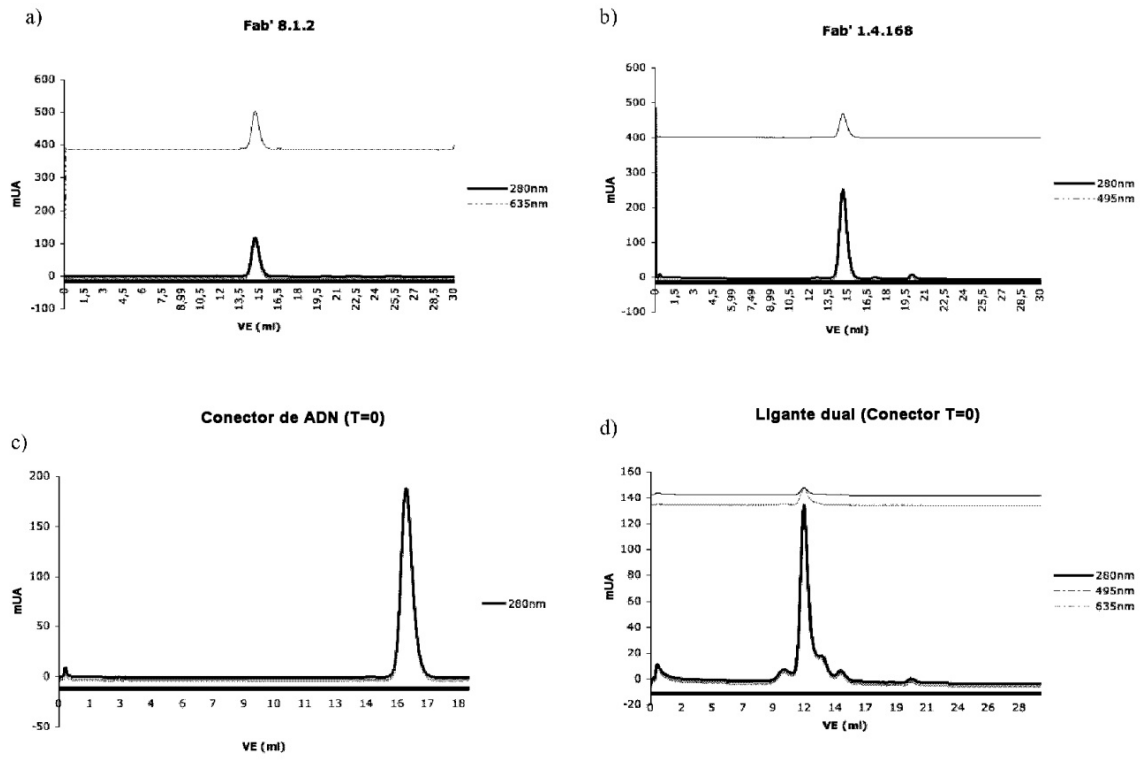 a)
Fab' 8.1.2
600
500
400
300
200
100
0
-100
mUA
0 1,5 3 4,5 6 7,5 8,99 10,5 12 13,5 15 16,5 18 19,5 21 22,5 24 25,5 27 28,5 30
VE (ml)
280nm
635nm
b)
Fab' 1.4.168
600
500
400
300
200
100
0
-100
mUA
0 1,5 3 4,5 5,99 7,49 8,99 10,5 12 13,5 15 16,5 18 19,5 21 22,5 24 25,5 27 28,5 30
VE (ml)
280nm
495nm
c)
Conector de ADN (T=0)
200
150
100
50
0
-50
mUA
0 1 3 4 6 7 9 10 11 13 14 16 17 18
VE (ml)
280nm
d)
Ligante dual (Conector T=0)
160
140
120
100
80
60
40
20
0
-20
mUA
0 2 5 7 9 12 14 16 19 21 23 26 28
VE (ml)
280nm
495nm
635nm